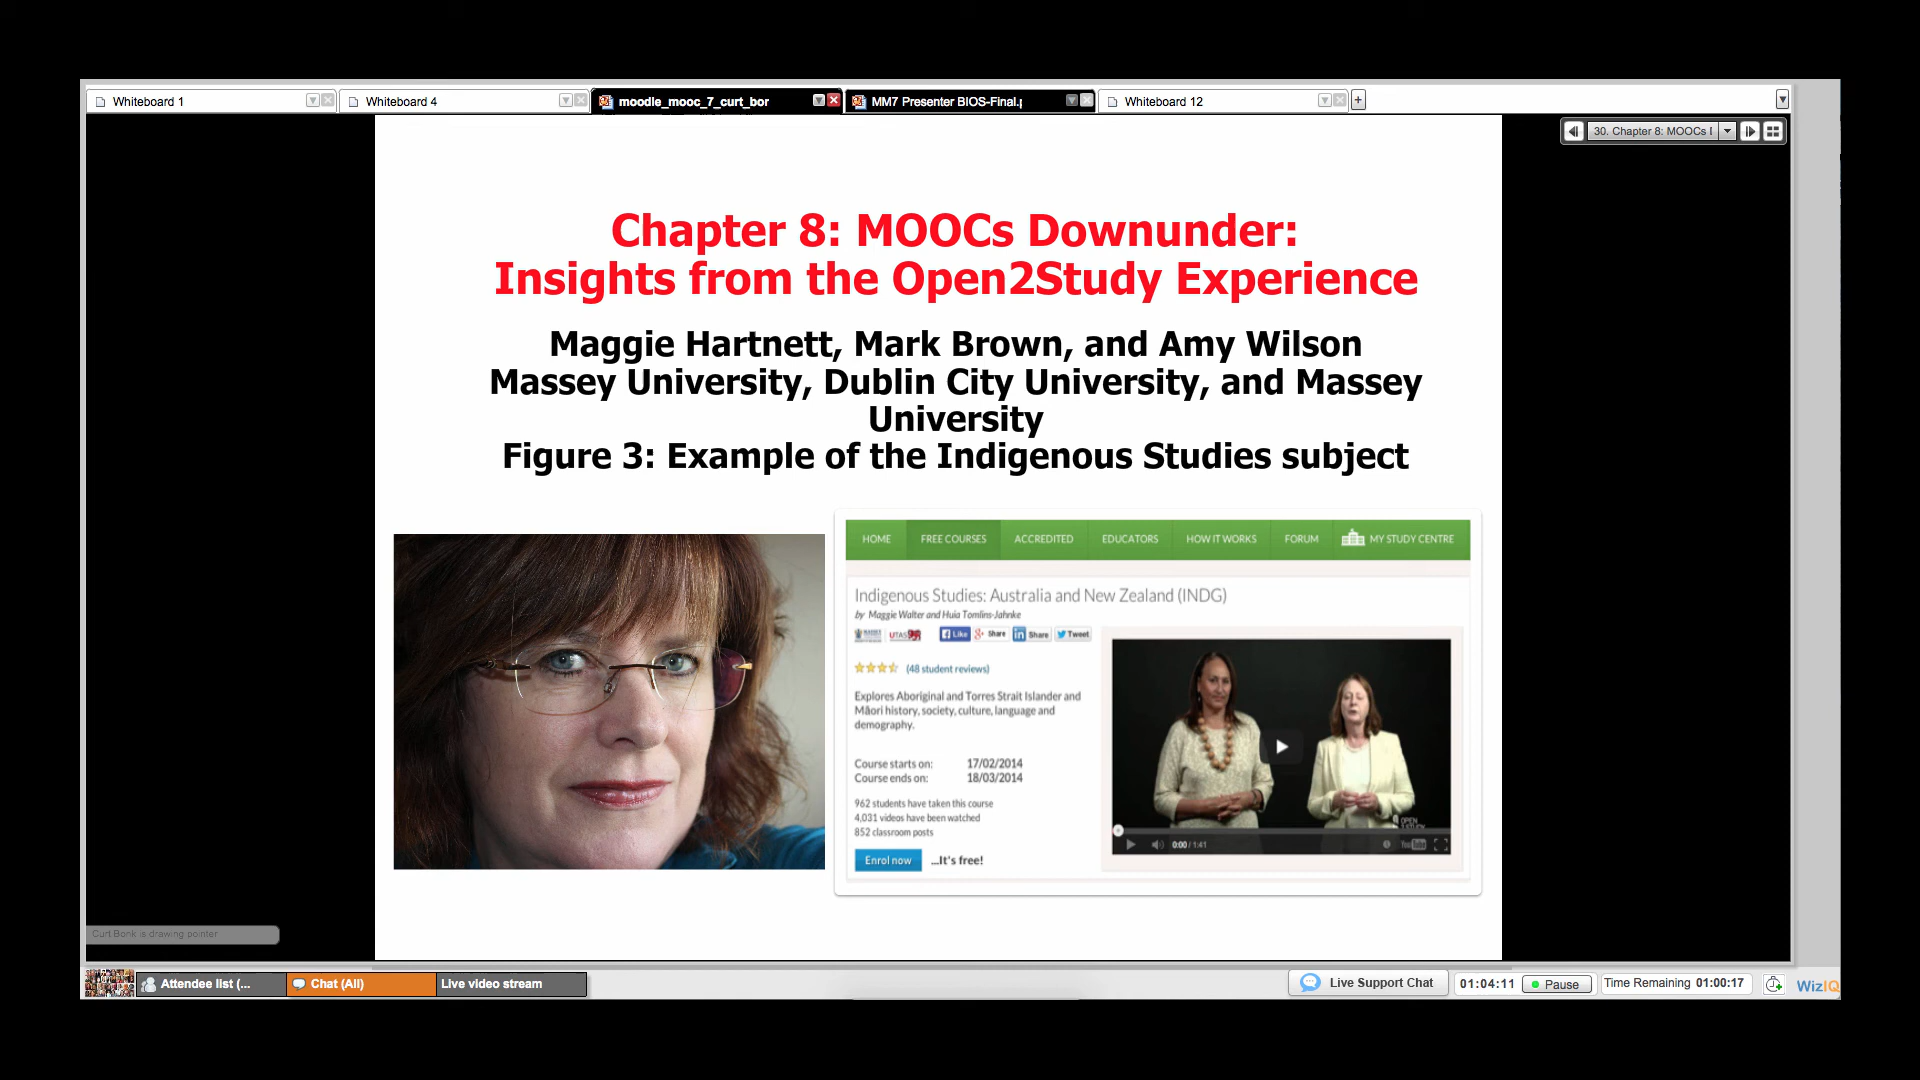 Whiteboard 1
Whiteboard 4
moodle_mooc_7_curt_bor
MM7 Presenter BIOS-Final.p
Whiteboard 12
30. Chapter 8: MOOCs D
Chapter 8: MOOCs Downunder:
Insights from the Open2Study Experience
Maggie Hartnett, Mark Brown, and Amy Wilson
Massey University, Dublin City University, and Massey
University
Figure 3: Example of the Indigenous Studies subject
HOME FREE COURSES ACCREDITED EDUCATORS HOW IT WORKS FORUM MY STUDY CENTRE
Indigenous Studies: Australia and New Zealand (INDG)
by Maggie Walter and Huia Tomlins-Jahnke
UTAS Like Share Share Tweet
(48 student reviews)
Explores Aboriginal and Torres Strait Islander and
Māori history, society, culture, language and
demography.
Course starts on: 17/02/2014
Course ends on: 18/03/2014
962 students have taken this course
4,031 videos have been watched
852 classroom posts
Enrol now ...It's free!
OPEN
0:00 / 1:41 YouTube
Curt Bonk is drawing pointer
Attendee list (...
Chat (All)
Live video stream
Live Support Chat
01:04:11
Pause
Time Remaining 01:00:17
WizIQ